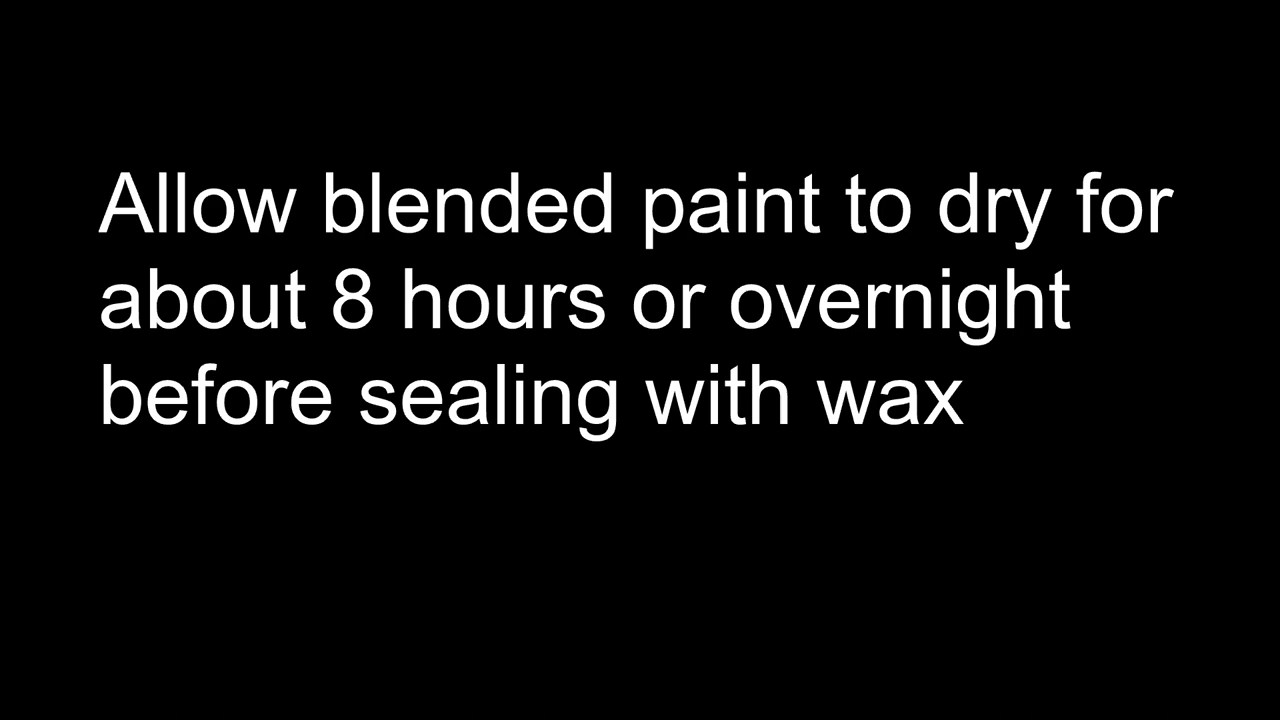 Allow blended paint to dry for
about 8 hours or overnight
before sealing with wax